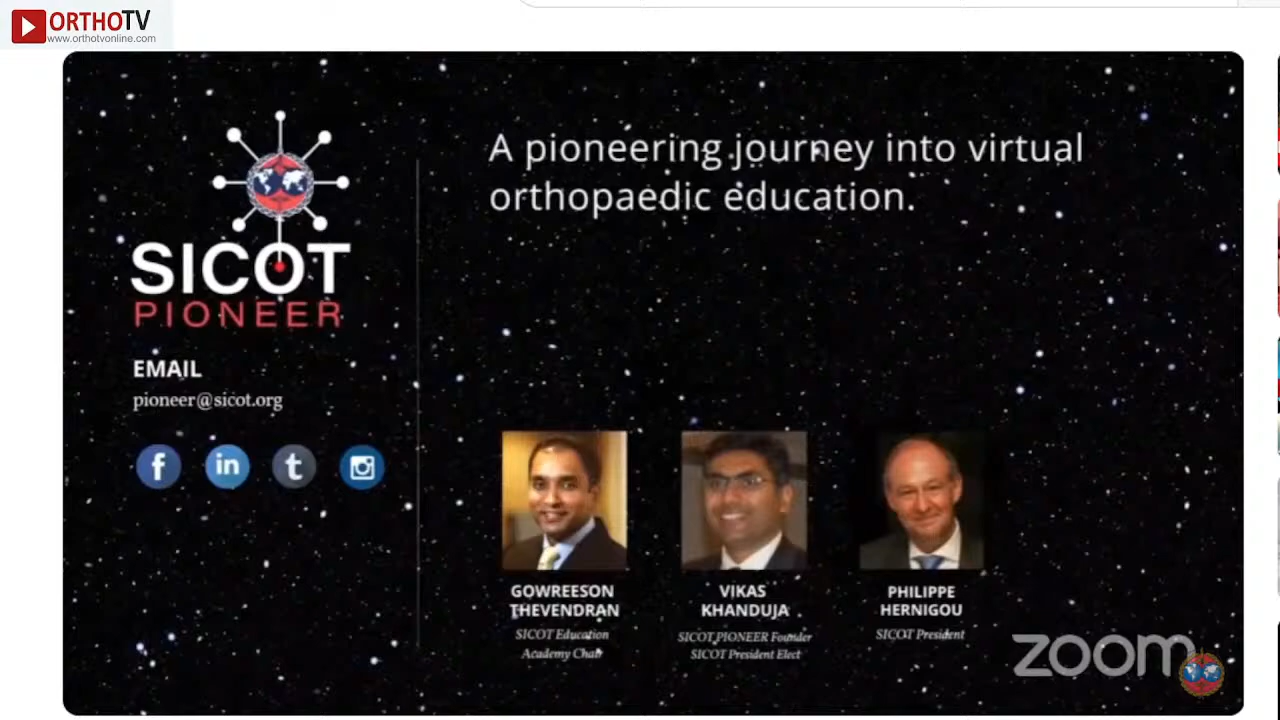 ORTHOTV
www.orthotvonline.com
SICOT
PIONEER
EMAIL
pioneer@sicot.org
f in t
A pioneering journey into virtual
orthopaedic education.
GOWREESON
THEVENDRAN
SICOT Education
Academy Chair
VIKAS
KHANDUJA
SICOT PIONEER Founder
SICOT President Elect
PHILIPPE
HERNIGOU
SICOT President
zoom